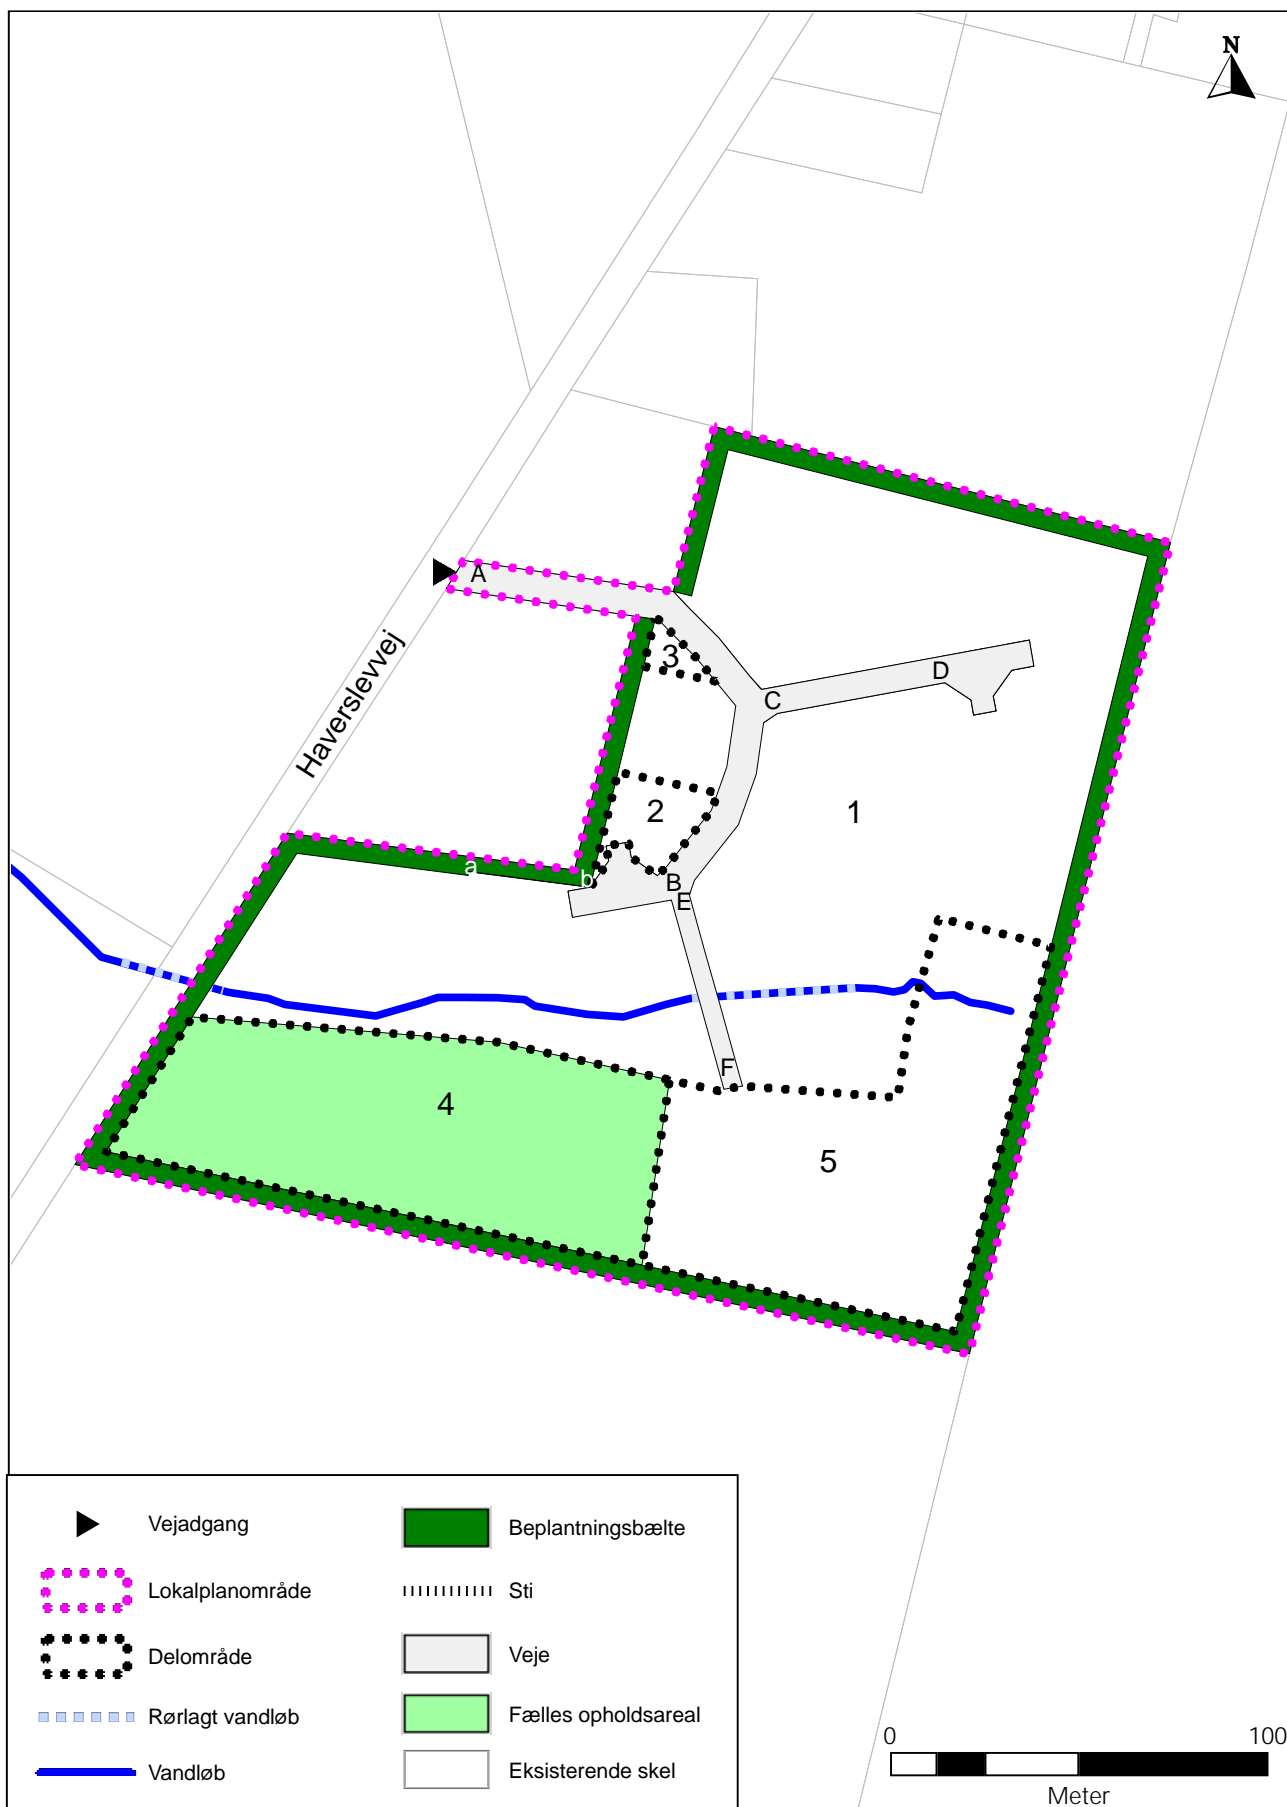 N
A
3
D
C
Haverslevvej
2
1
a
b
B
E
F
4
5
Vejadgang
Lokalplanområde
Delområde
Rørlagt vandløb
Vandløb
Beplantningsbælte
Sti
Veje
Fælles opholdsareal
Eksisterende skel
0 100
Meter